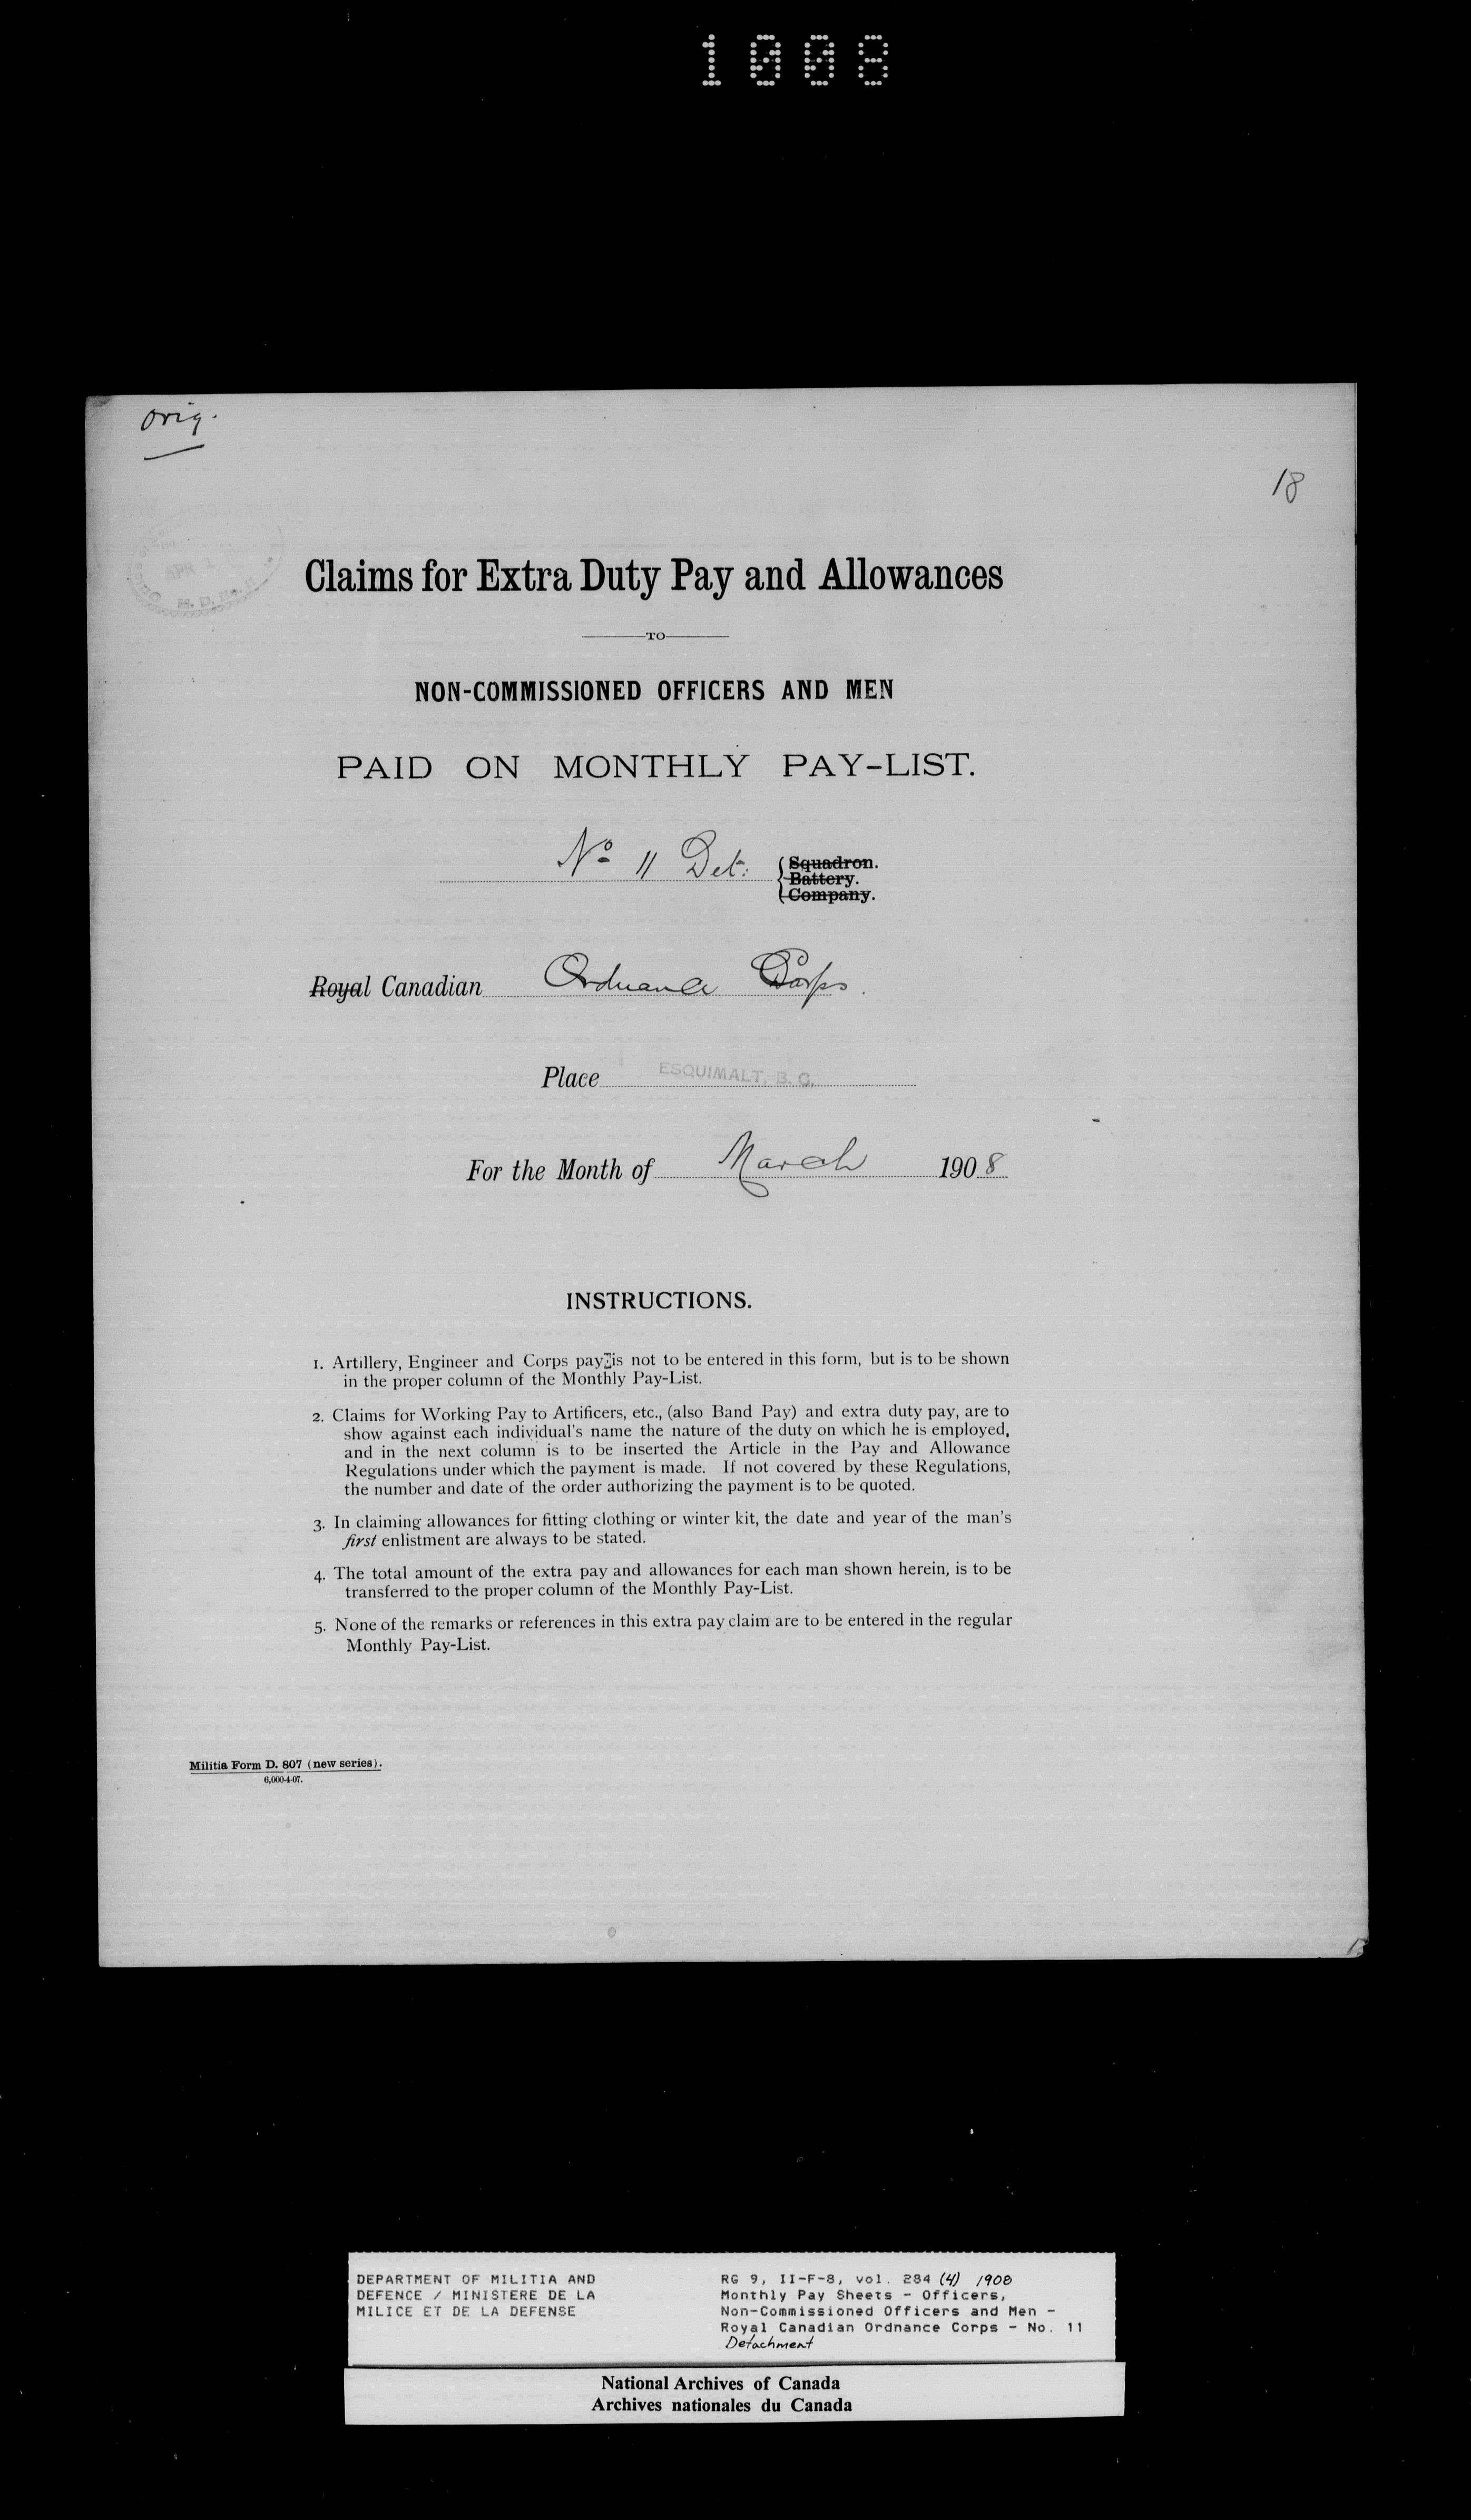 1008
orig.
18
APR
M. D. No. 11
Claims for Extra Duty Pay and Allowances
TO
NON-COMMISSIONED OFFICERS AND MEN
PAID ON MONTHLY PAY-LIST.
No 11 Det: Squadron.
Battery.
Company.
Royal Canadian Ordnance Corps.
Place ESQUIMALT, B. C.
For the Month of March 1908
INSTRUCTIONS.
1. Artillery, Engineer and Corps pay is not to be entered in this form, but is to be shown
in the proper column of the Monthly Pay-List.
2. Claims for Working Pay to Artificers, etc., (also Band Pay) and extra duty pay, are to
show against each individual's name the nature of the duty on which he is employed,
and in the next column is to be inserted the Article in the Pay and Allowance
Regulations under which the payment is made. If not covered by these Regulations,
the number and date of the order authorizing the payment is to be quoted.
3. In claiming allowances for fitting clothing or winter kit, the date and year of the man's
first enlistment are always to be stated.
4. The total amount of the extra pay and allowances for each man shown herein, is to be
transferred to the proper column of the Monthly Pay-List.
5. None of the remarks or references in this extra pay claim are to be entered in the regular
Monthly Pay-List.
Militia Form D. 807 (new series).
6,000-4-07.
DEPARTMENT OF MILITIA AND
DEFENCE / MINISTERE DE LA
MILICE ET DE LA DEFENSE
RG 9, II-F-8, vol. 284 (4) 1908
Monthly Pay Sheets - Officers,
Non-Commissioned Officers and Men -
Royal Canadian Ordnance Corps - No. 11
Detachment
National Archives of Canada
Archives nationales du Canada